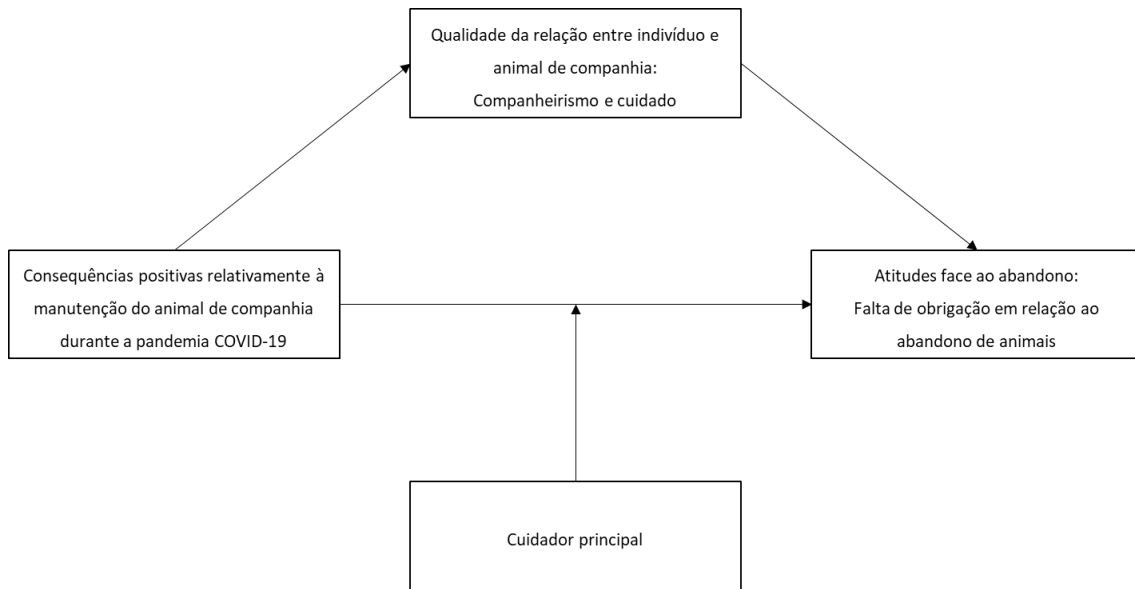 Qualidade da relação entre indivíduo e
animal de companhia:
Companheirismo e cuidado
Consequências positivas relativamente à
manutenção do animal de companhia
durante a pandemia COVID-19
Atitudes face ao abandono:
Falta de obrigação em relação ao
abandono de animais
Cuidador principal